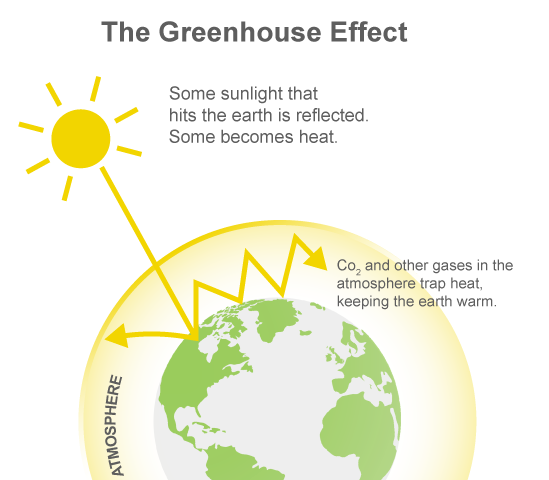 The Greenhouse Effect
Some sunlight that
hits the earth is reflected.
Some becomes heat.
Co₂ and other gases in the
atmosphere trap heat,
keeping the earth warm.
ATMOSPHERE